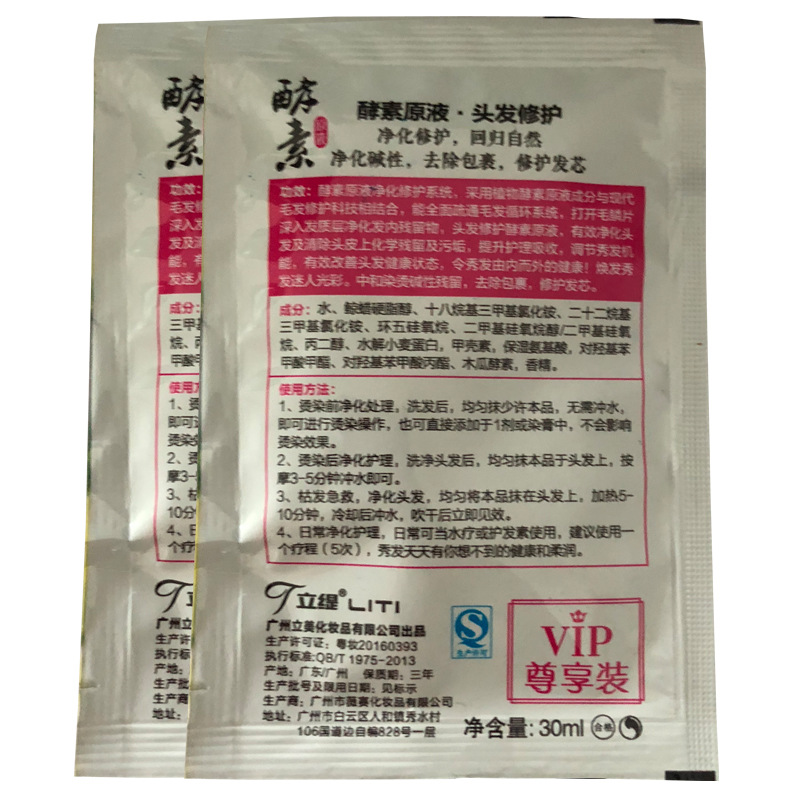 酵素
酵素
酵素原液·头发修护
净化修护，回归自然
净化碱性，去除包裹，修护发芯
功效：酵素原液净化修护系统，采用植物酵素原液成分与现代
毛发修护科技相结合，能全面疏通毛发循环系统，打开毛鳞片
深入发质层净化发内残留物，头发修护酵素原液，有效净化头
发及清除头皮上化学残留及污垢，提升护理吸收，调节秀发机
能，有效改善头发健康状态，令秀发由内而外的健康！焕发秀
发迷人光彩。中和染烫碱性残留，去除包裹，修护发芯。
成分：水、鲸蜡硬脂醇、十八烷基三甲基氯化铵、二十二烷基
三甲基氯化铵、环五硅氧烷、二甲基硅氧烷醇/二甲基硅氧
烷、丙二醇、水解小麦蛋白，甲壳素，保湿氨基酸，对羟基苯
甲酸甲酯、对羟基苯甲酸丙酯、木瓜酵素，香精。
使用方法：
1、烫染前净化处理，洗发后，均匀抹少许本品，无需冲水，
即可进行烫染操作，也可直接添加于1剂或染膏中，不会影响
烫染效果。
2、烫染后净化护理，洗净头发后，均匀抹本品于头发上，按
摩3-5分钟冲水即可。
3、枯发急救，净化头发，均匀将本品抹在头发上，加热5-
10分钟，冷却后冲水，吹干后立即见效。
4、日常净化护理，日常可当水疗或护发素使用，建议使用一
个疗程（5次），秀发天天有你想不到的健康和柔润。
立缇® LITI
广州立美化妆品有限公司出品
生产许可证：粤妆20160393
执行标准:QB/T 1975-2013
产地：广东/广州 保质期：三年
生产批号及限用日期：见标示
生产商：广州市薇赛化妆品有限公司
地址：广州市白云区人和镇秀水村
106国道边自编828号一层
生产许可
VIP
尊享装
净含量：30ml 合格